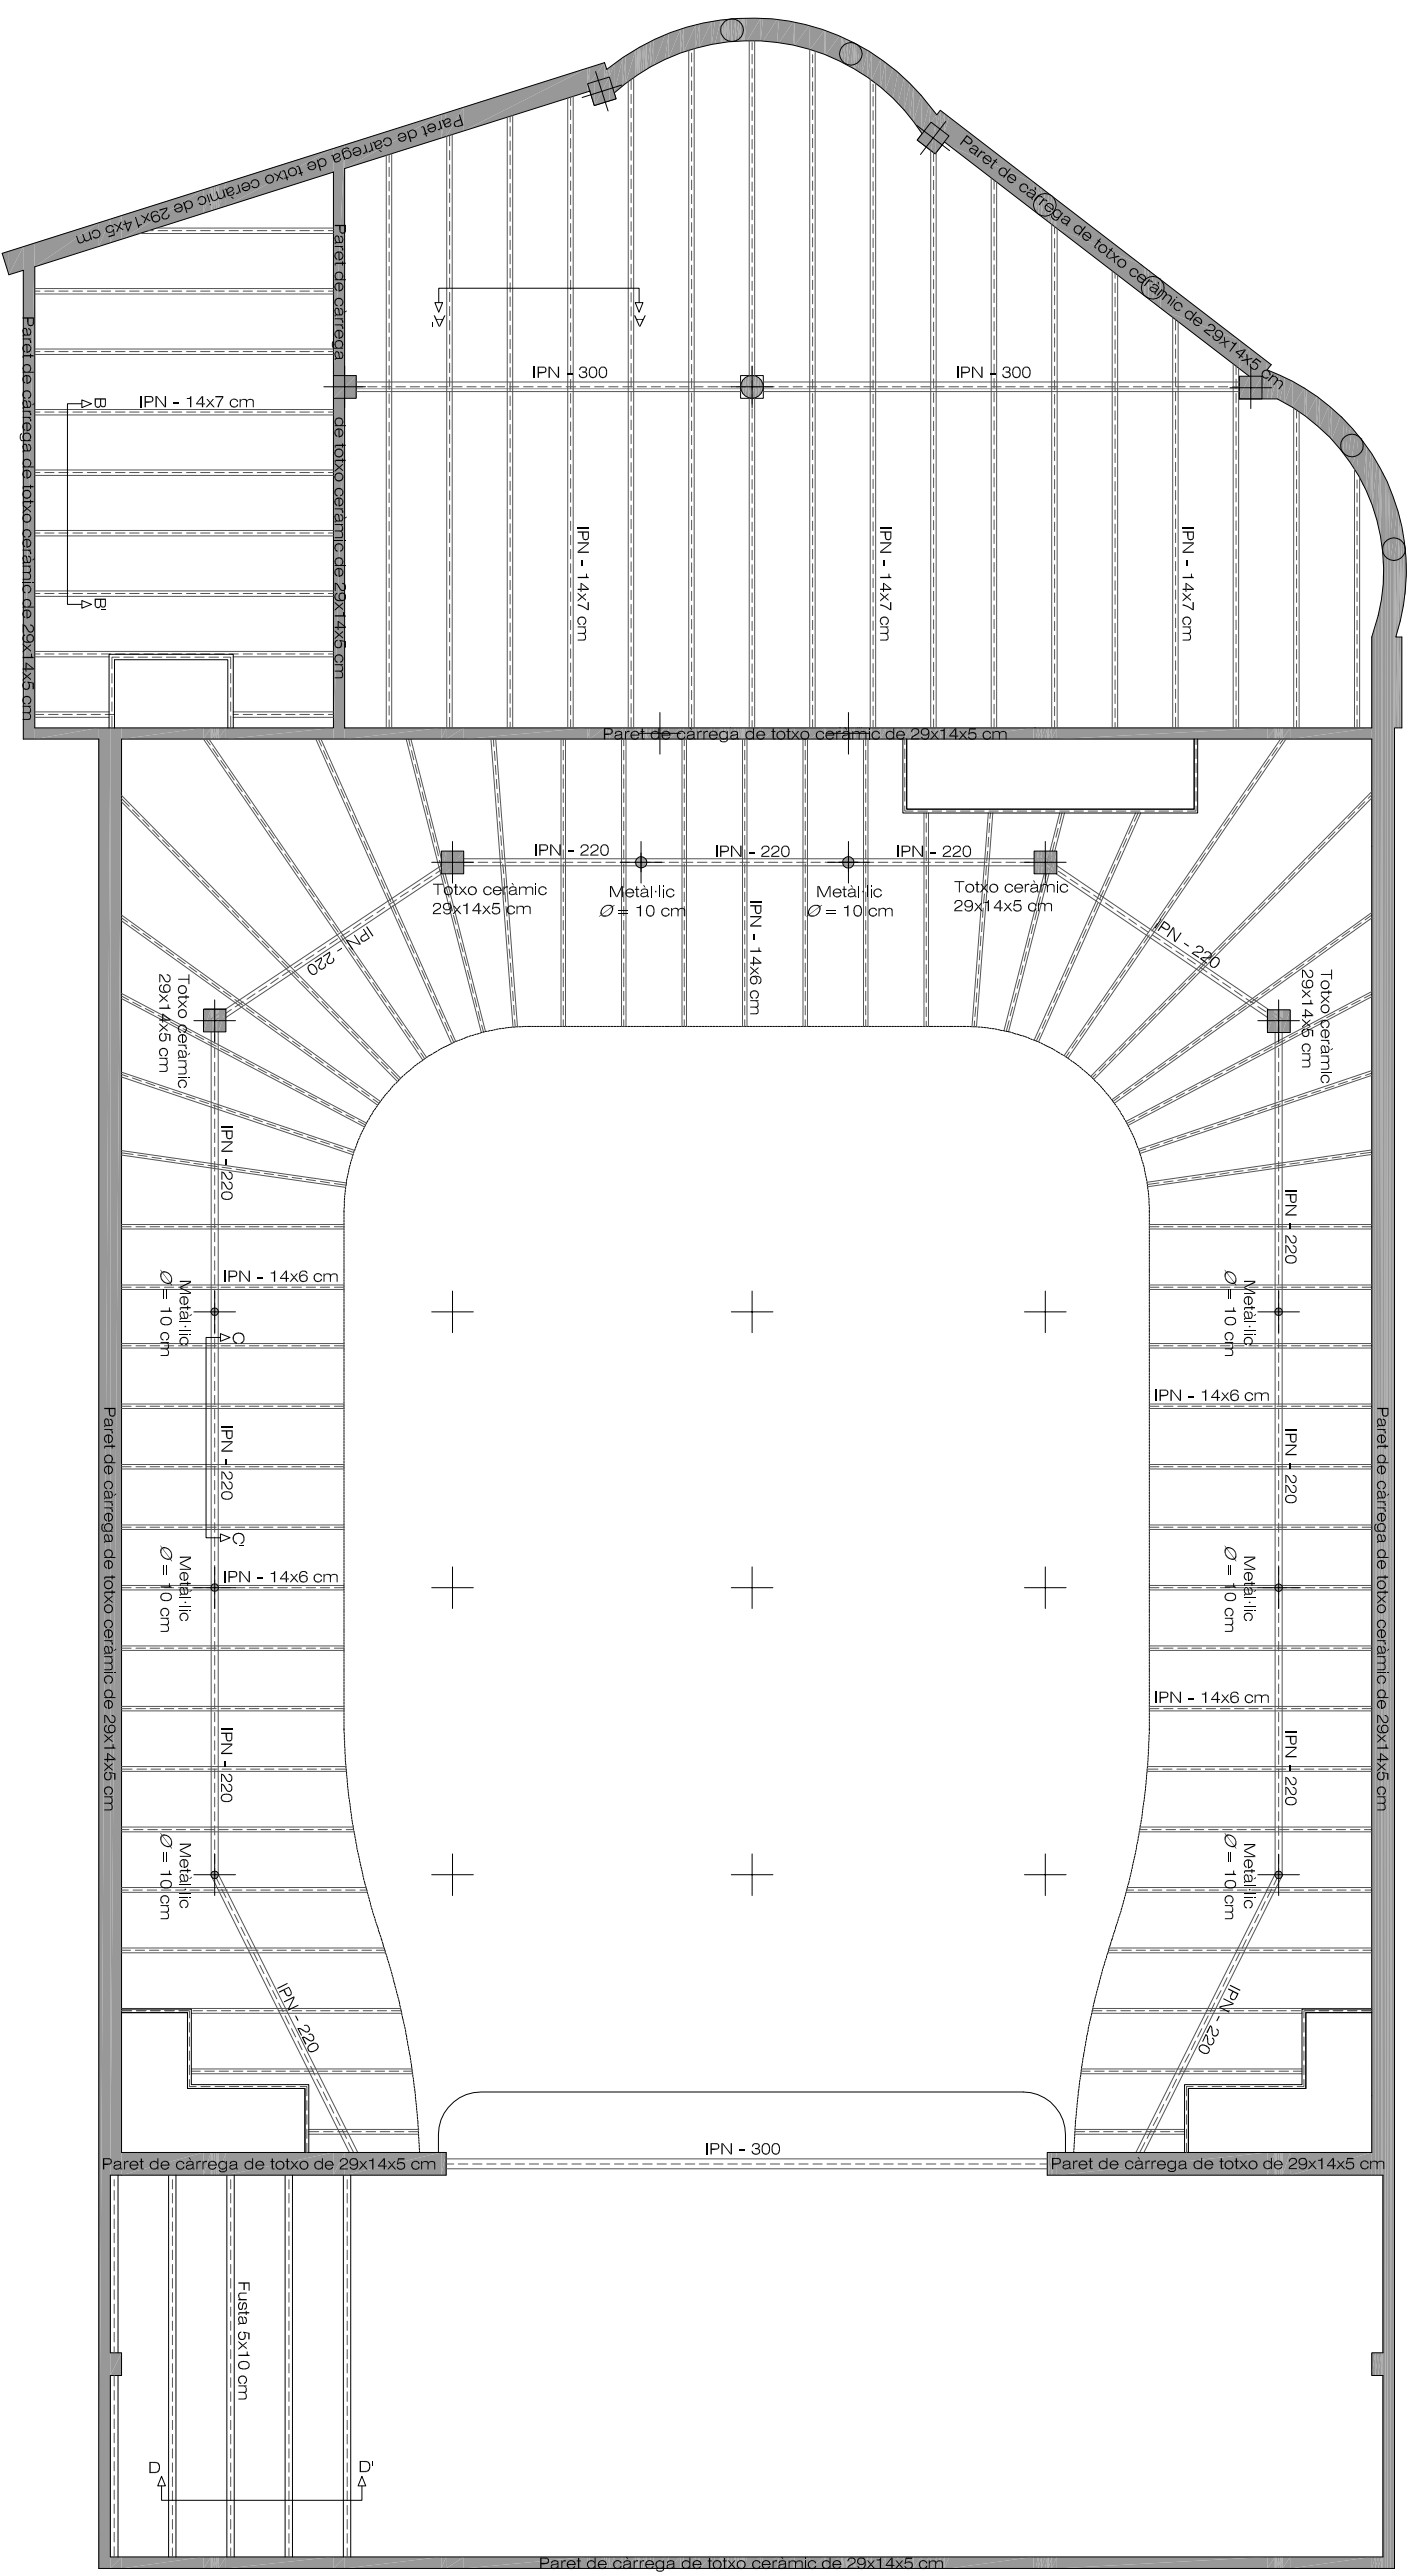 Paret de càrrega de totxo ceràmic de 29x14x5 cm
Paret de càrrega de totxo ceràmic de 29x14x5 cm
Paret de càrrega
de totxo ceràmic de 29x14x5 cm
Paret de càrrega de totxo ceràmic de 29x14x5 cm
A'
A
IPN - 300
IPN - 300
B
IPN - 14x7 cm
B'
IPN - 14x7 cm
IPN - 14x7 cm
IPN - 14x7 cm
Paret de càrrega de totxo ceràmic de 29x14x5 cm
IPN - 220
IPN - 220
IPN - 220
Totxo ceràmic
29x14x5 cm
Metàl·lic
Ø = 10 cm
Metàl·lic
Ø = 10 cm
Totxo ceràmic
29x14x5 cm
IPN - 14x6 cm
IPN - 220
IPN - 220
Totxo ceràmic
29x14x5 cm
Totxo ceràmic
29x14x5 cm
IPN - 220
IPN - 220
IPN - 14x6 cm
Metàl·lic
Ø = 10 cm
Metàl·lic
Ø = 10 cm
C
IPN - 14x6 cm
IPN - 220
IPN - 220
C'
IPN - 14x6 cm
Metàl·lic
Ø = 10 cm
Metàl·lic
Ø = 10 cm
Paret de càrrega de totxo ceràmic de 29x14x5 cm
Paret de càrrega de totxo ceràmic de 29x14x5 cm
IPN - 14x6 cm
IPN - 220
IPN - 220
Metàl·lic
Ø = 10 cm
Metàl·lic
Ø = 10 cm
IPN - 220
IPN - 220
IPN - 300
Paret de càrrega de totxo de 29x14x5 cm
Paret de càrrega de totxo de 29x14x5 cm
Fusta 5x10 cm
D
D'
Paret de càrrega de totxo ceràmic de 29x14x5 cm